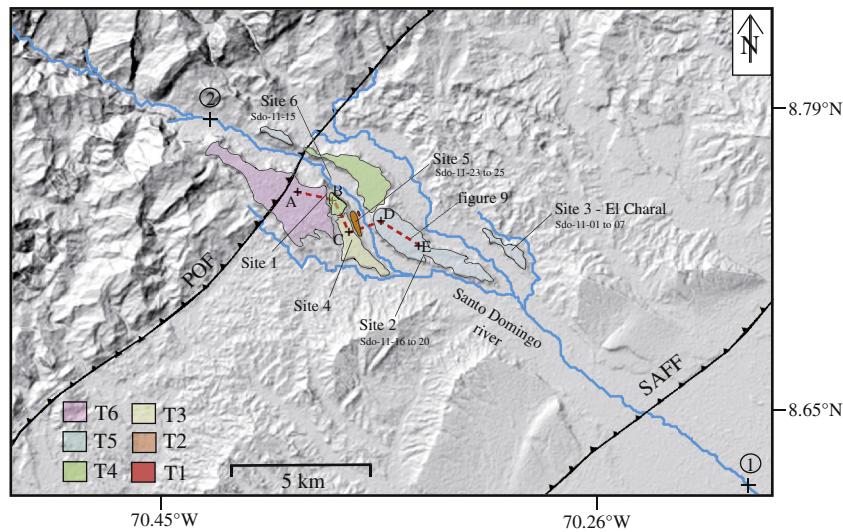 N
2
Site 6
Sdo-11-15
8.79°N
Site 5
Sdo-11-23 to 25
figure 9
A
B
C
D
E
Site 3 - El Charal
Sdo-11-01 to 07
Site 1
POF
Site 4
Site 2
Sdo-11-16 to 20
Santo Domingo
river
SAFF
8.65°N
T6
T3
T5
T2
T4
T1
5 km
1
70.45°W
70.26°W